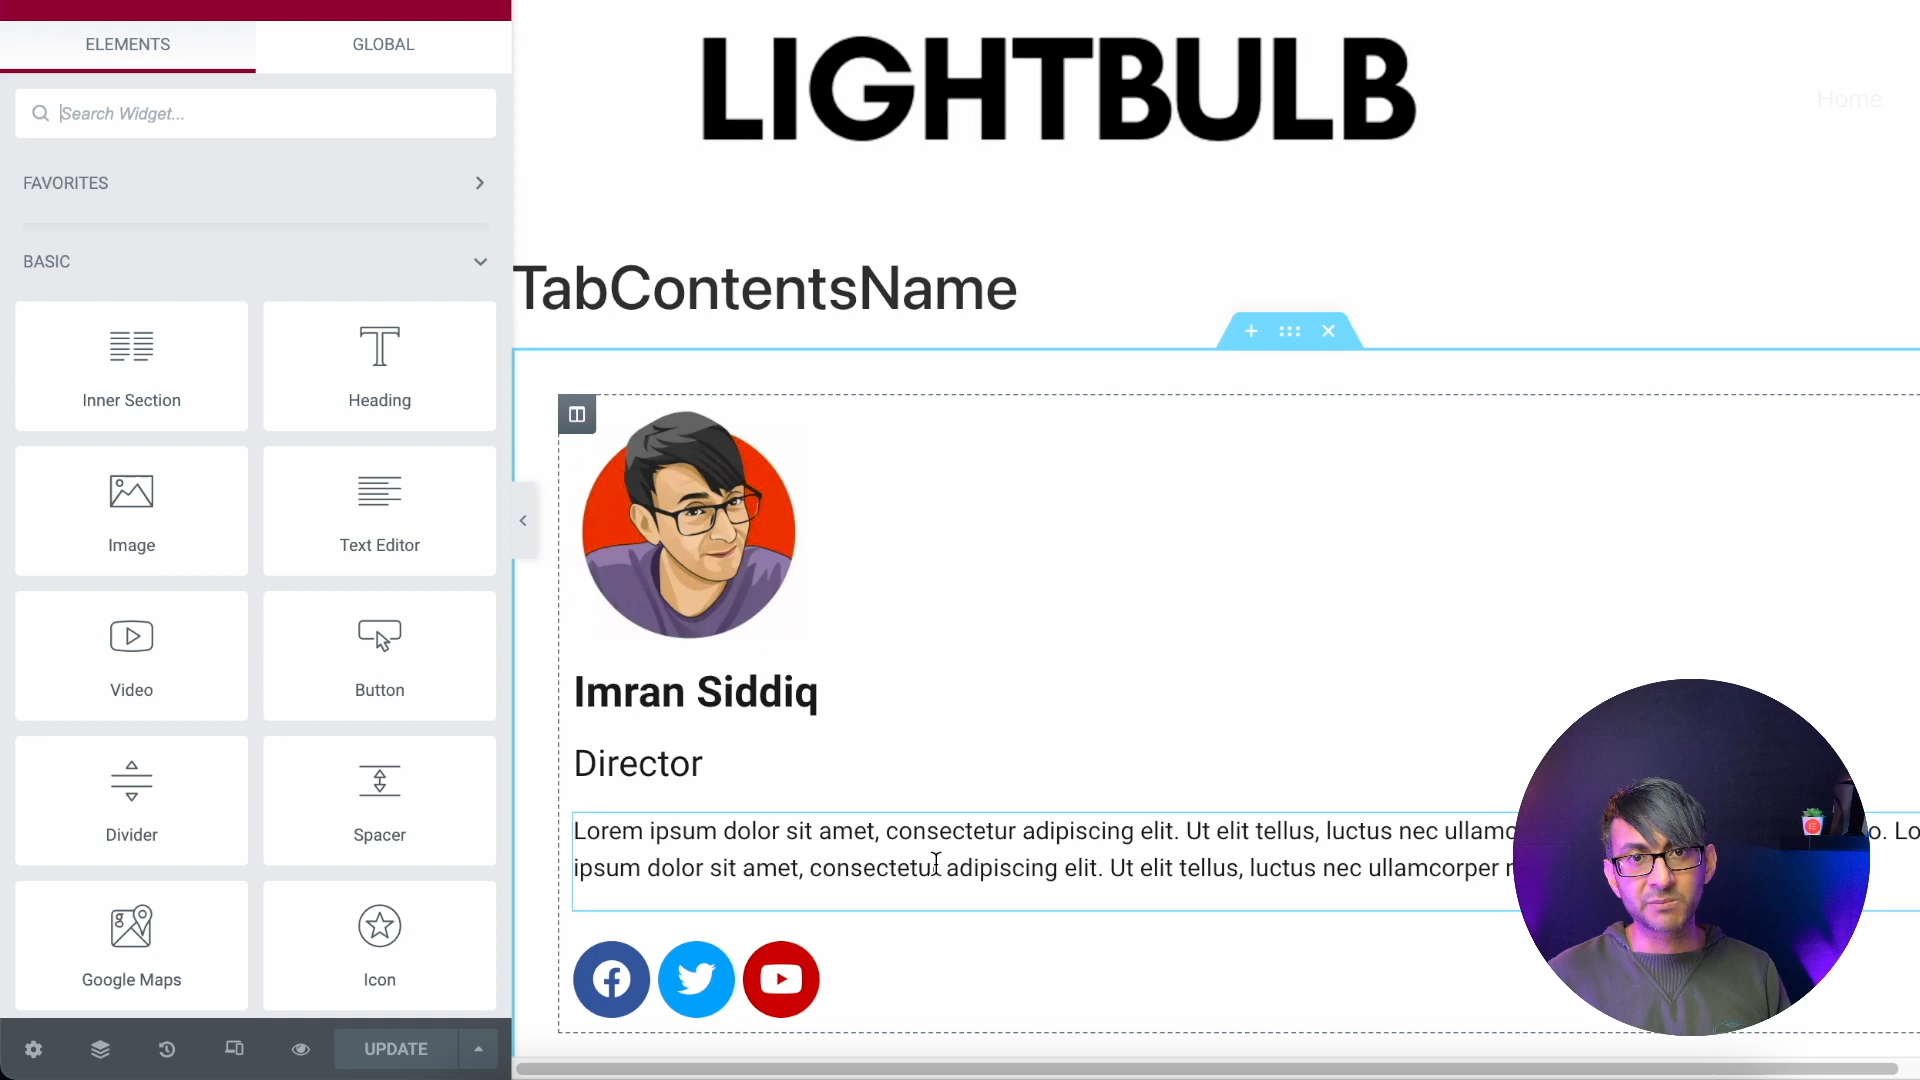 ELEMENTS
GLOBAL
LIGHTBULB
Home
Search Widget...
FAVORITES
BASIC
TabContentsName
Inner Section
Heading
Image
Text Editor
Video
Button
Imran Siddiq
Director
Divider
Spacer
Lorem ipsum dolor sit amet, consectetur adipiscing elit. Ut elit tellus, luctus nec ullamc o. Lo
ipsum dolor sit amet, consectetur adipiscing elit. Ut elit tellus, luctus nec ullamcorper
Google Maps
Icon
UPDATE